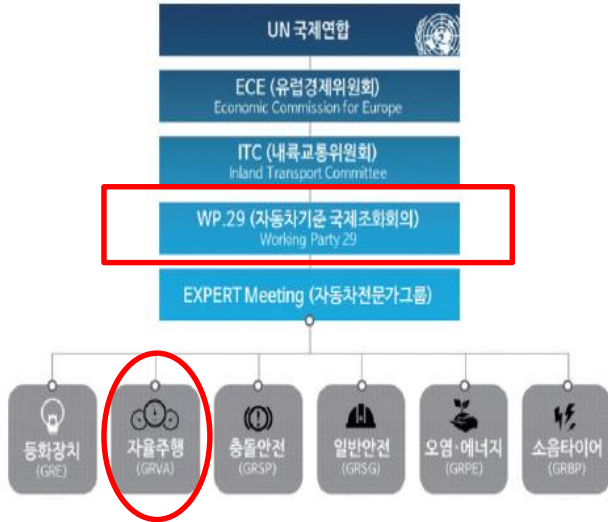 UN 국제연합
ECE (유럽경제위원회)
Economic Commission for Europe
ITC (내륙교통위원회)
Inland Transport Committee
WP.29 (자동차기준 국제조화회의)
Working Party 29
EXPERT Meeting (자동차전문가그룹)
등화장치
(GRE)
자율주행
(GRVA)
충돌안전
(GRSP)
일반안전
(GRSG)
오염·에너지
(GRPE)
소음타이어
(GRBP)